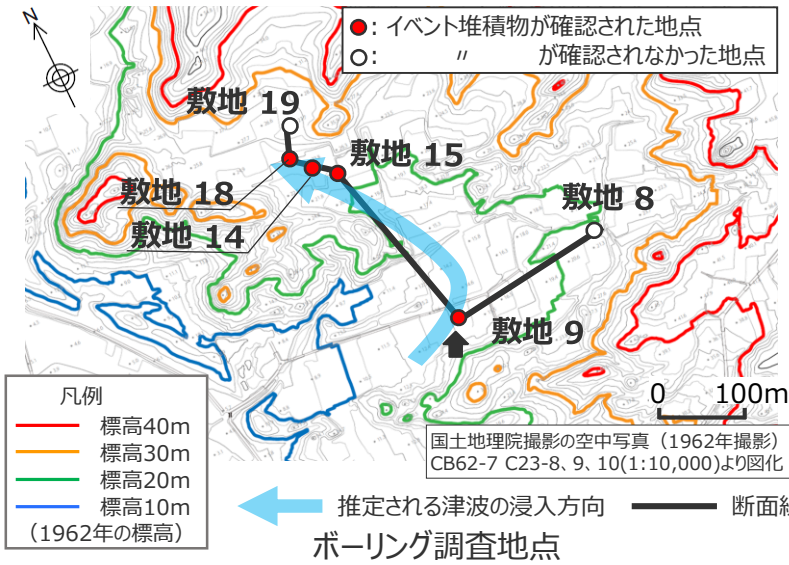 ●：イベント堆積物が確認された地点
○：　〃　が確認されなかった地点
N
敷地 19
敷地 15
敷地 18
敷地 14
敷地 8
敷地 9
0 100m
凡例
標高40m
標高30m
標高20m
標高10m
（1962年の標高）
国土地理院撮影の空中写真（1962年撮影）
CB62-7 C23-8、9、10(1:10,000)より図化
推定される津波の浸入方向
断面
ボーリング調査地点